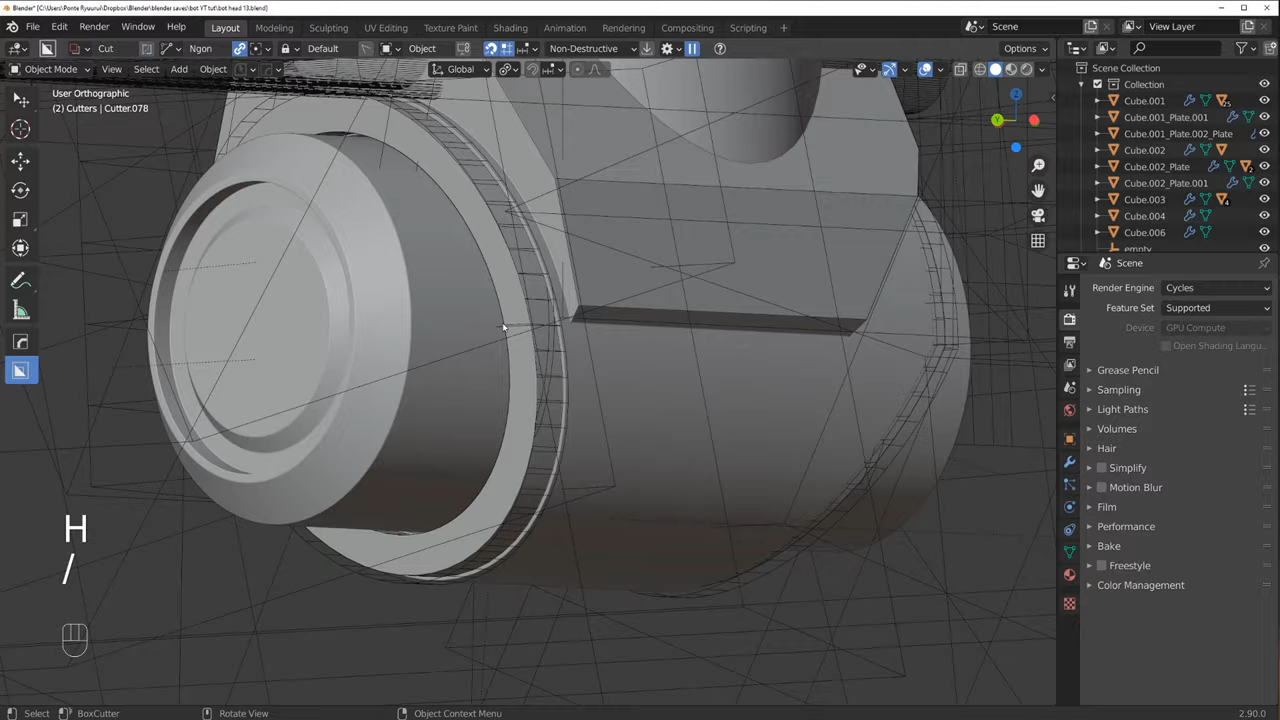 Blender* [C:\Users\Ponte Ryuurui\Dropbox\Blender\blender saves\bot YT tut\bot head 13.blend]
File Edit Render Window Help Layout Modeling Sculpting UV Editing Texture Paint Shading Animation Rendering Compositing Scripting + Scene View Layer
Cut Ngon Default Object Non-Destructive Options
Object Mode View Select Add Object Global
User Orthographic
(2) Cutters | Cutter.078
Scene Collection
Collection
Cube.001 25
Cube.001_Plate.001
Cube.001_Plate.002_Plate
Cube.002
Cube.002_Plate 2
Cube.002_Plate.001
Cube.003 4
Cube.004
Cube.006
empty
Scene
Render Engine Cycles
Feature Set Supported
Device GPU Compute
Open Shading Langu...
Grease Pencil
Sampling
Light Paths
Volumes
Hair
Simplify
Motion Blur
Film
Performance
Bake
Freestyle
Color Management
Y
Z
H
/
Select BoxCutter Rotate View Object Context Menu 2.90.0